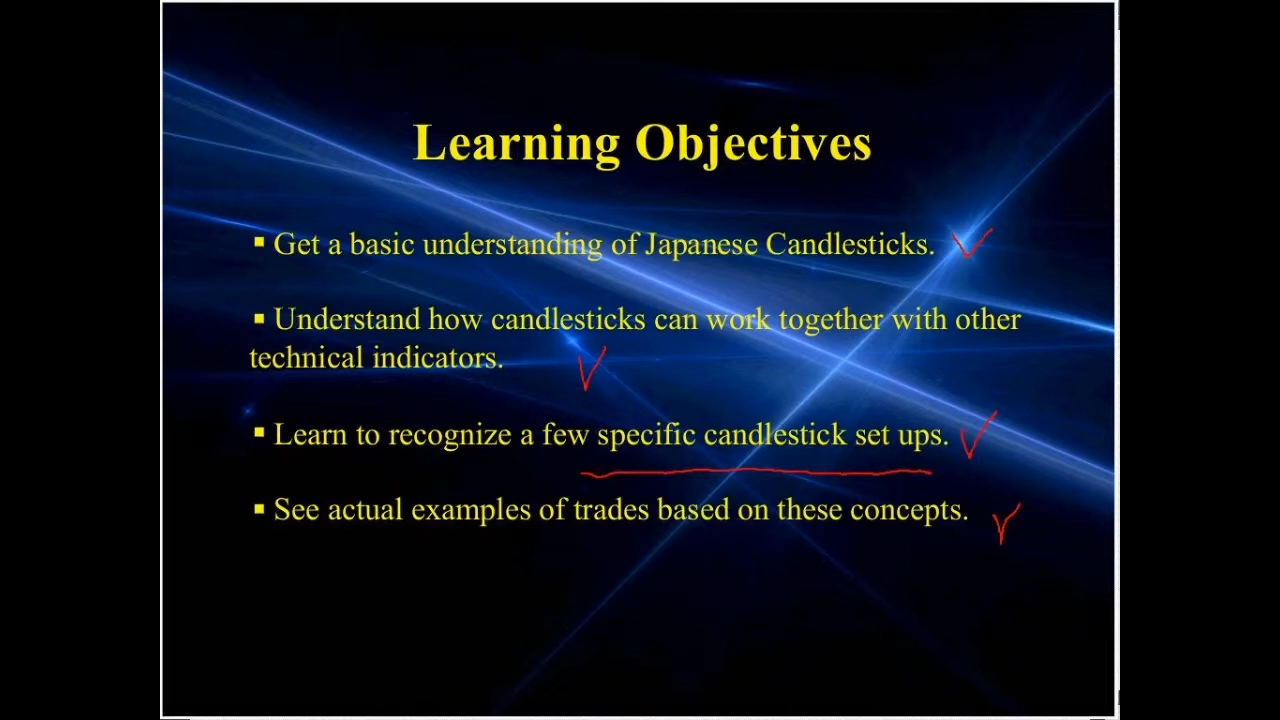 Learning Objectives
▪ Get a basic understanding of Japanese Candlesticks.
▪ Understand how candlesticks can work together with other
technical indicators.
▪ Learn to recognize a few specific candlestick set ups.
▪ See actual examples of trades based on these concepts.